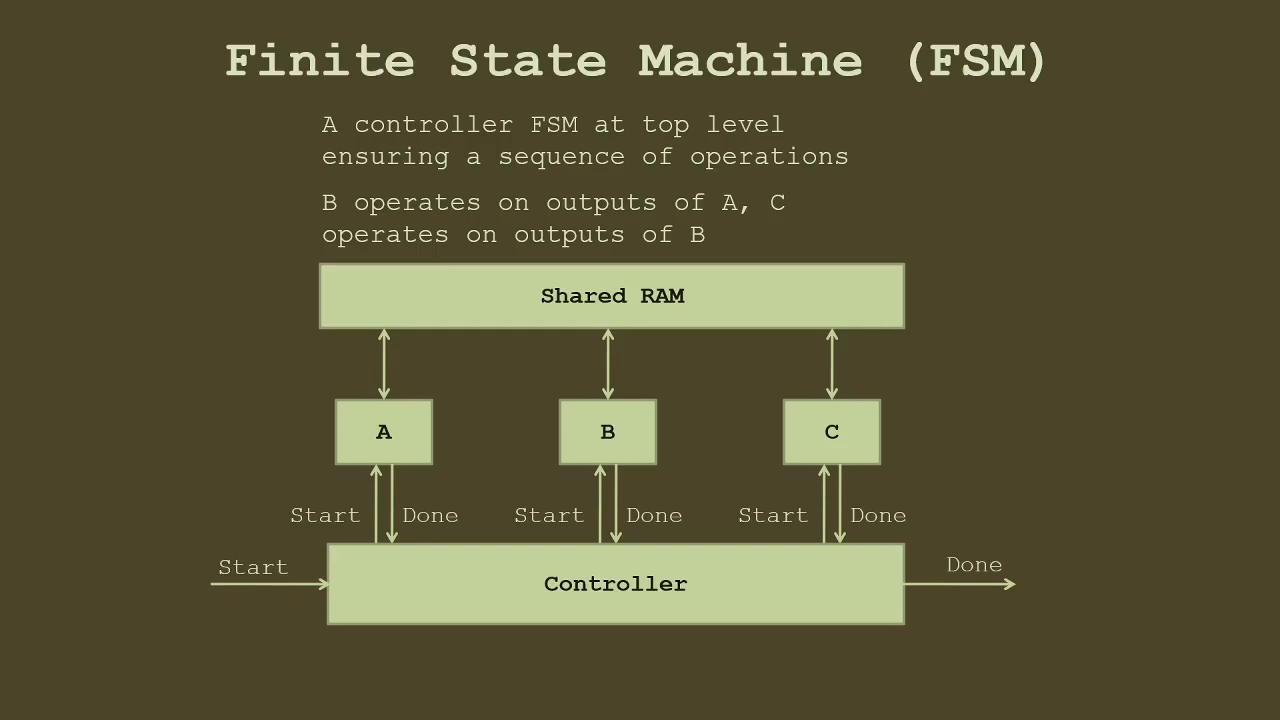 Finite State Machine (FSM)
A controller FSM at top level
ensuring a sequence of operations
B operates on outputs of A, C
operates on outputs of B
Shared RAM
A
B
C
Start
Done
Start
Done
Start
Done
Start
Controller
Done